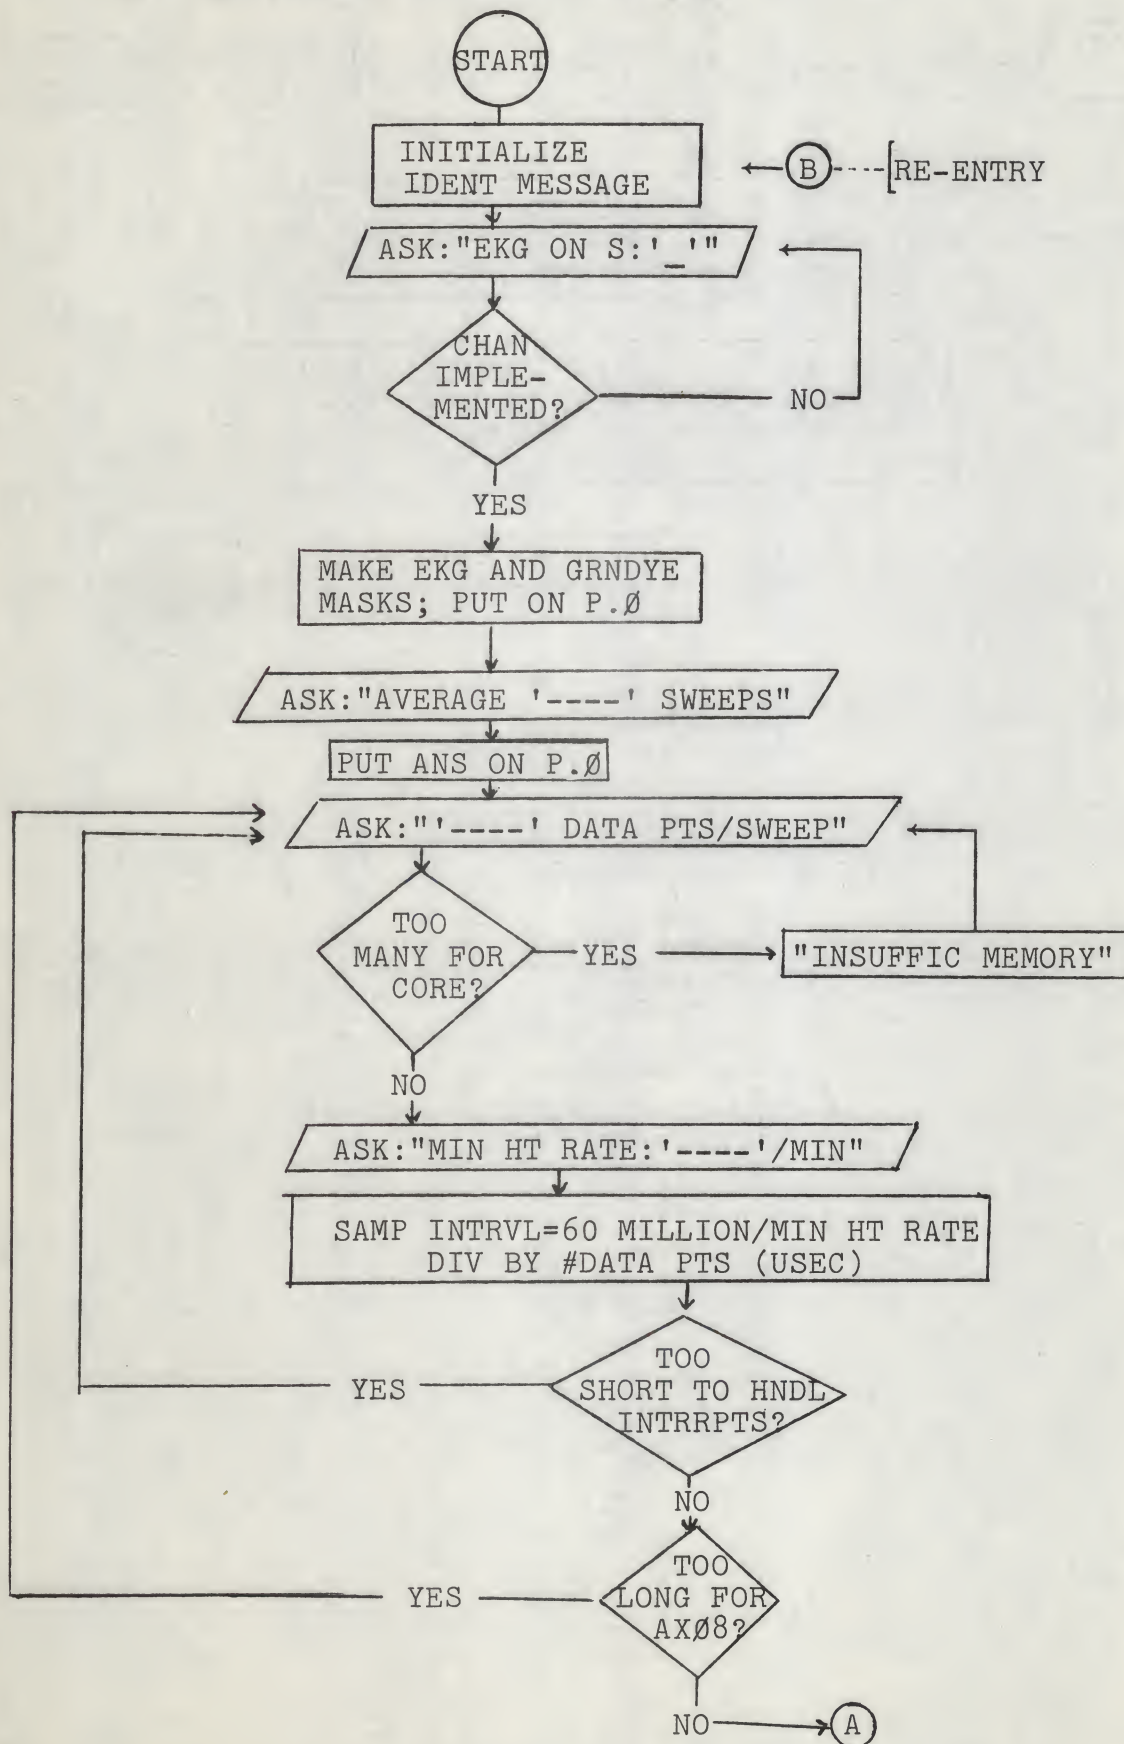 START
INITIALIZE
IDENT MESSAGE
B
RE-ENTRY
ASK:"EKG ON S:'_'"
CHAN
IMPLE-
MENTED?
NO
YES
MAKE EKG AND GRNDYE
MASKS; PUT ON P.Ø
ASK:"AVERAGE '----' SWEEPS"
PUT ANS ON P.Ø
ASK:"'----' DATA PTS/SWEEP"
TOO
MANY FOR
CORE?
YES
"INSUFFIC MEMORY"
NO
ASK:"MIN HT RATE:'----'/MIN"
SAMP INTRVL=60 MILLION/MIN HT RATE
DIV BY #DATA PTS (USEC)
TOO
SHORT TO HNDL
INTRRPTS?
YES
NO
TOO
LONG FOR
AXØ8?
YES
NO
A